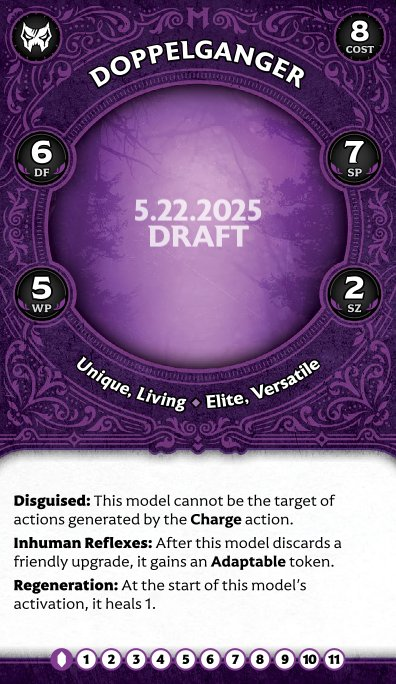 8
COST
DOPPELGANGER
6
DF
7
SP
5.22.2025
DRAFT
5
WP
2
SZ
Unique, Living ◆ Elite, Versatile
Disguised: This model cannot be the target of
actions generated by the Charge action.
Inhuman Reflexes: After this model discards a
friendly upgrade, it gains an Adaptable token.
Regeneration: At the start of this model's
activation, it heals 1.
1 2 3 4 5 6 7 8 9 10 11